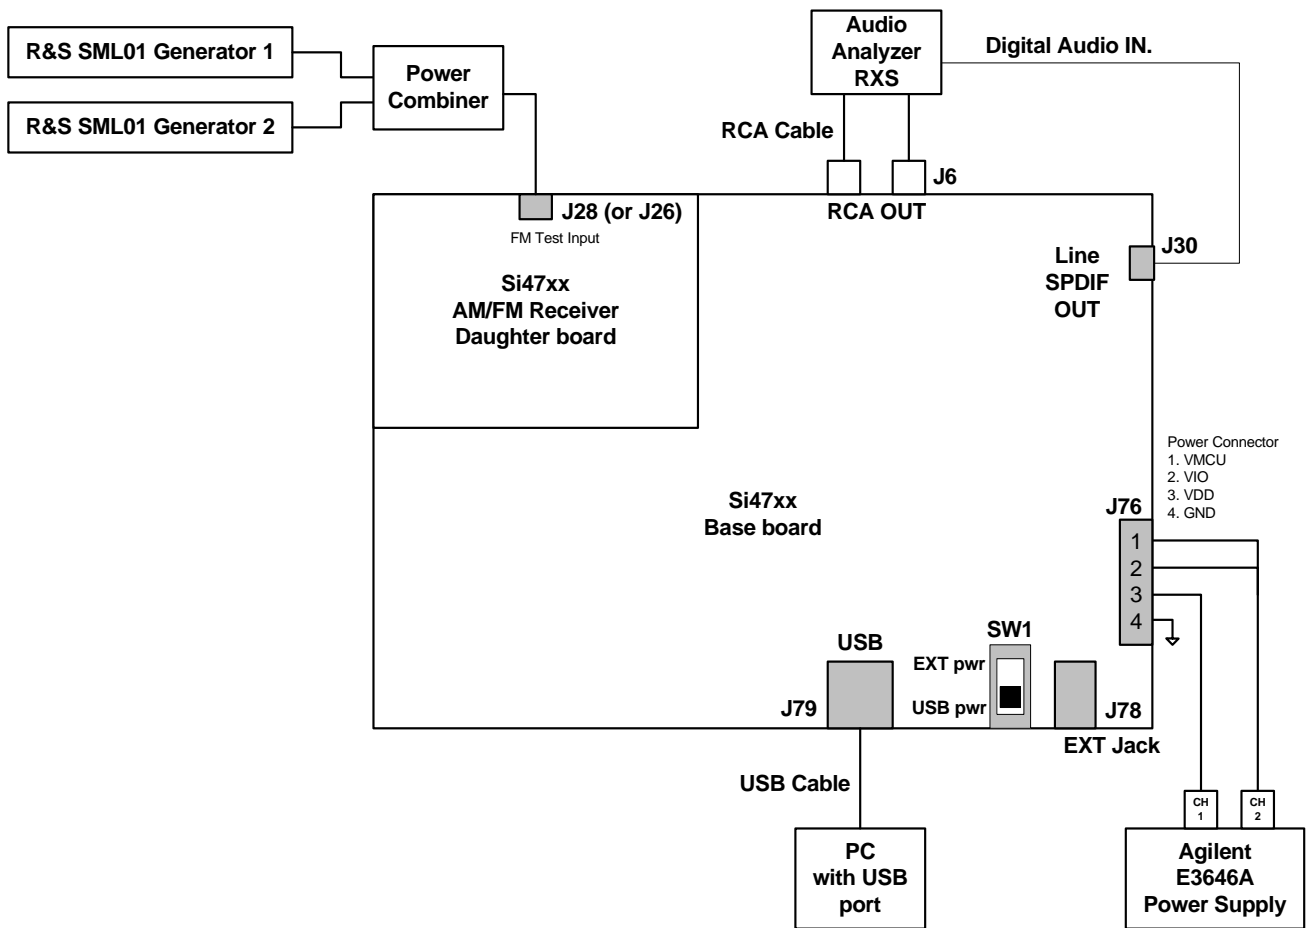 R&S SML01 Generator 1
R&S SML01 Generator 2
Power
Combiner
Audio
Analyzer
RXS
Digital Audio IN.
RCA Cable
J6
RCA OUT
J28 (or J26)
FM Test Input
Si47xx
AM/FM Receiver
Daughter board
J30
Line
SPDIF
OUT
Power Connector
1. VMCU
2. VIO
3. VDD
4. GND
J76
1
2
3
4
Si47xx
Base board
USB
J79
SW1
EXT pwr
USB pwr
J78
EXT Jack
USB Cable
PC
with USB
port
CH
1
CH
2
Agilent
E3646A
Power Supply